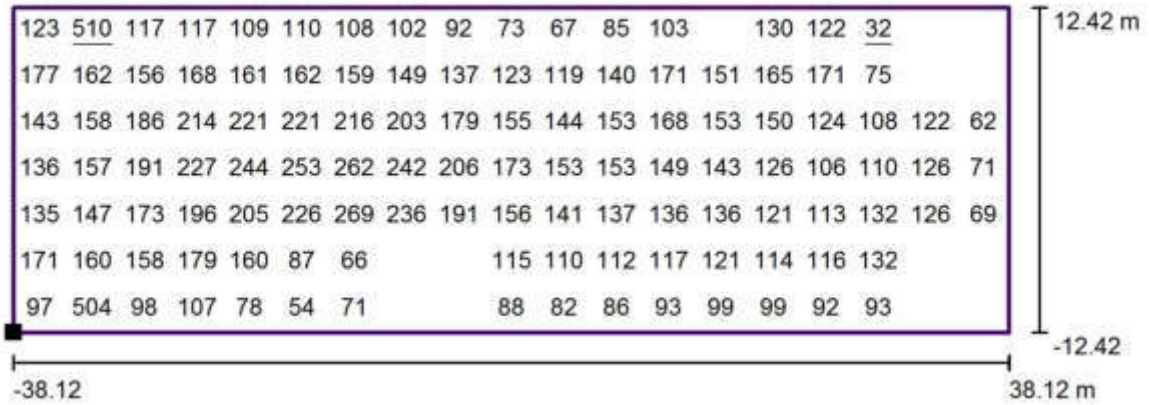 123 510 117 117 109 110 108 102 92 73 67 85 103 130 122 32
12.42 m
177 162 156 168 161 162 159 149 137 123 119 140 171 151 165 171 75
143 158 186 214 221 221 216 203 179 155 144 153 168 153 150 124 108 122 62
136 157 191 227 244 253 262 242 206 173 153 153 149 143 126 106 110 126 71
135 147 173 196 205 226 269 236 191 156 141 137 136 136 121 113 132 126 69
171 160 158 179 160 87 66 115 110 112 117 121 114 116 132
97 504 98 107 78 54 71 88 82 86 93 99 99 92 93
-12.42
-38.12 38.12 m